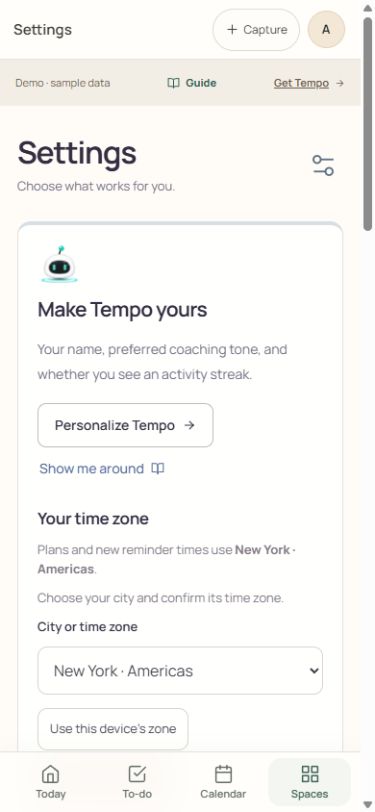 Settings
+ Capture
A
Demo · sample data
Guide
Get Tempo →
Settings
Choose what works for you.
Make Tempo yours
Your name, preferred coaching tone, and
whether you see an activity streak.
Personalize Tempo →
Show me around
Your time zone
Plans and new reminder times use New York ·
Americas.
Choose your city and confirm its time zone.
City or time zone
New York · Americas
Use this device's zone
Today
To-do
Calendar
Spaces